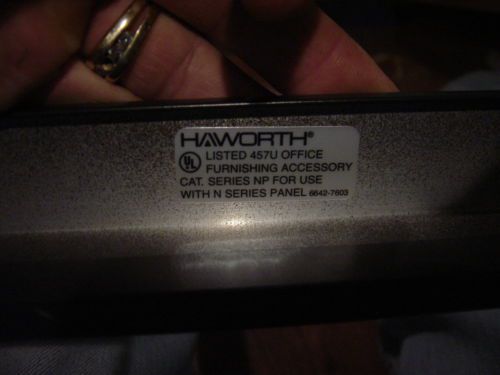 HAWORTH®
UL LISTED 457U OFFICE
FURNISHING ACCESSORY
CAT. SERIES NP FOR USE
WITH N SERIES PANEL 6642-7603